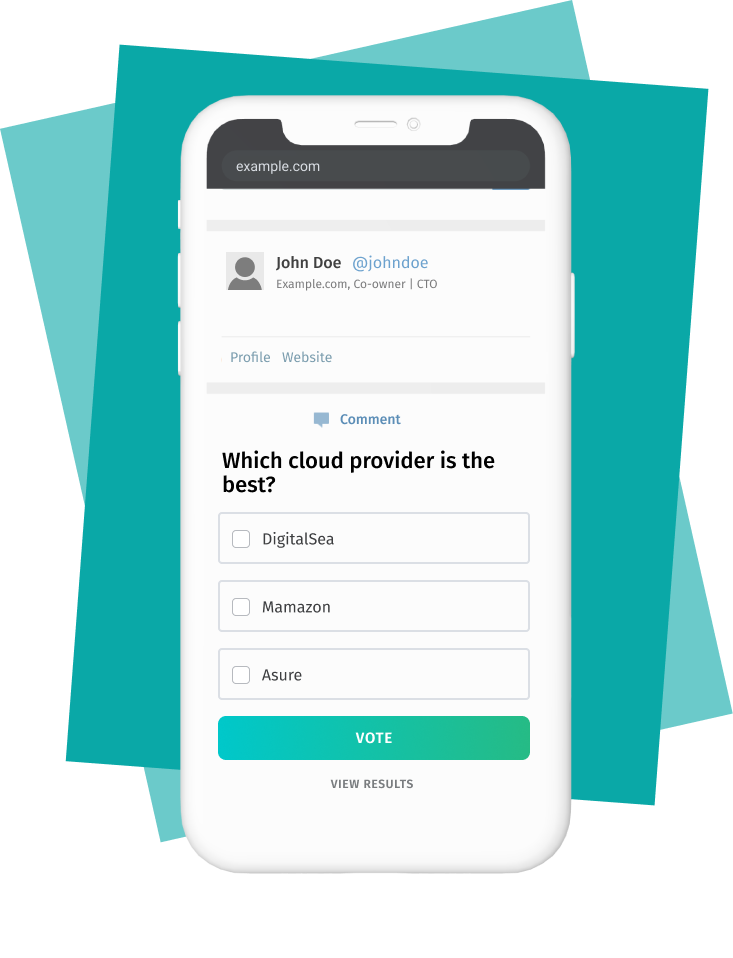 example.com
John Doe @johndoe
Example.com, Co-owner | CTO
Profile Website
Comment
Which cloud provider is the
best?
DigitalSea
Mamazon
Asure
VOTE
VIEW RESULTS